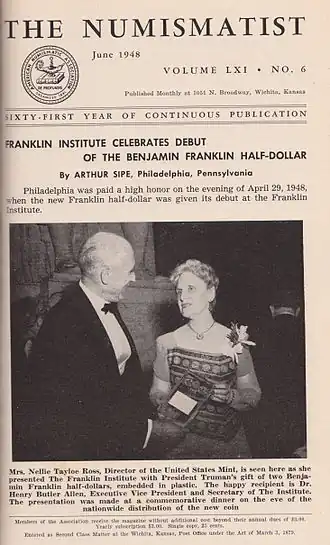 THE NUMISMATIST
June 1948
VOLUME LXI • NO. 6
Published Monthly at 1051 N. Broadway, Wichita, Kansas
SIXTY-FIRST YEAR OF CONTINUOUS PUBLICATION
FRANKLIN INSTITUTE CELEBRATES DEBUT
OF THE BENJAMIN FRANKLIN HALF-DOLLAR
By ARTHUR SIPE, Philadelphia, Pennsylvania
Philadelphia was paid a high honor on the evening of April 29, 1948,
when the new Franklin half-dollar was given its debut at the Franklin
Institute.
Mrs. Nellie Tayloe Ross, Director of the United States Mint, is seen here as she
presented The Franklin Institute with President Truman's gift of two Benja-
min Franklin half-dollars, embedded in plastic. The happy recipient is Dr.
Henry Butler Allen, Executive Vice President and Secretary of The Institute.
The presentation was made at a commemorative dinner on the eve of the
nationwide distribution of the new coin
Members of the Association receive the magazine without additional cost beyond their annual dues of
Yearly subscription $3.00. Single copy, 25 cents.
Entered as Second Class Matter at the Wichita, Kansas, Post Office under the Act of March 3, 1879.